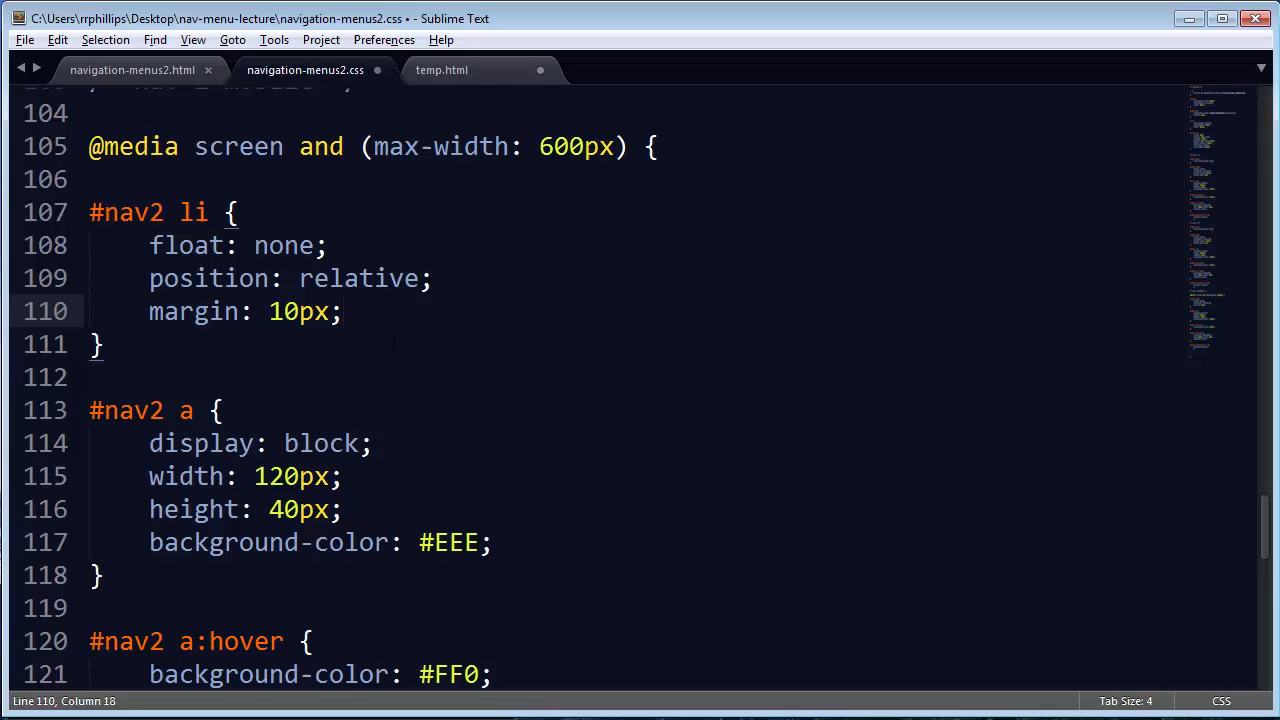 C:\Users\rrphillips\Desktop\nav-menu-lecture\navigation-menus2.css • - Sublime Text
File Edit Selection Find View Goto Tools Project Preferences Help
navigation-menus2.html × navigation-menus2.css temp.html
104
105 @media screen and (max-width: 600px) {
106
107 #nav2 li {
108 float: none;
109 position: relative;
110 margin: 10px;
111 }
112
113 #nav2 a {
114 display: block;
115 width: 120px;
116 height: 40px;
117 background-color: #EEE;
118 }
119
120 #nav2 a:hover {
121 background-color: #FF0;
Line 110, Column 18 Tab Size: 4 CSS